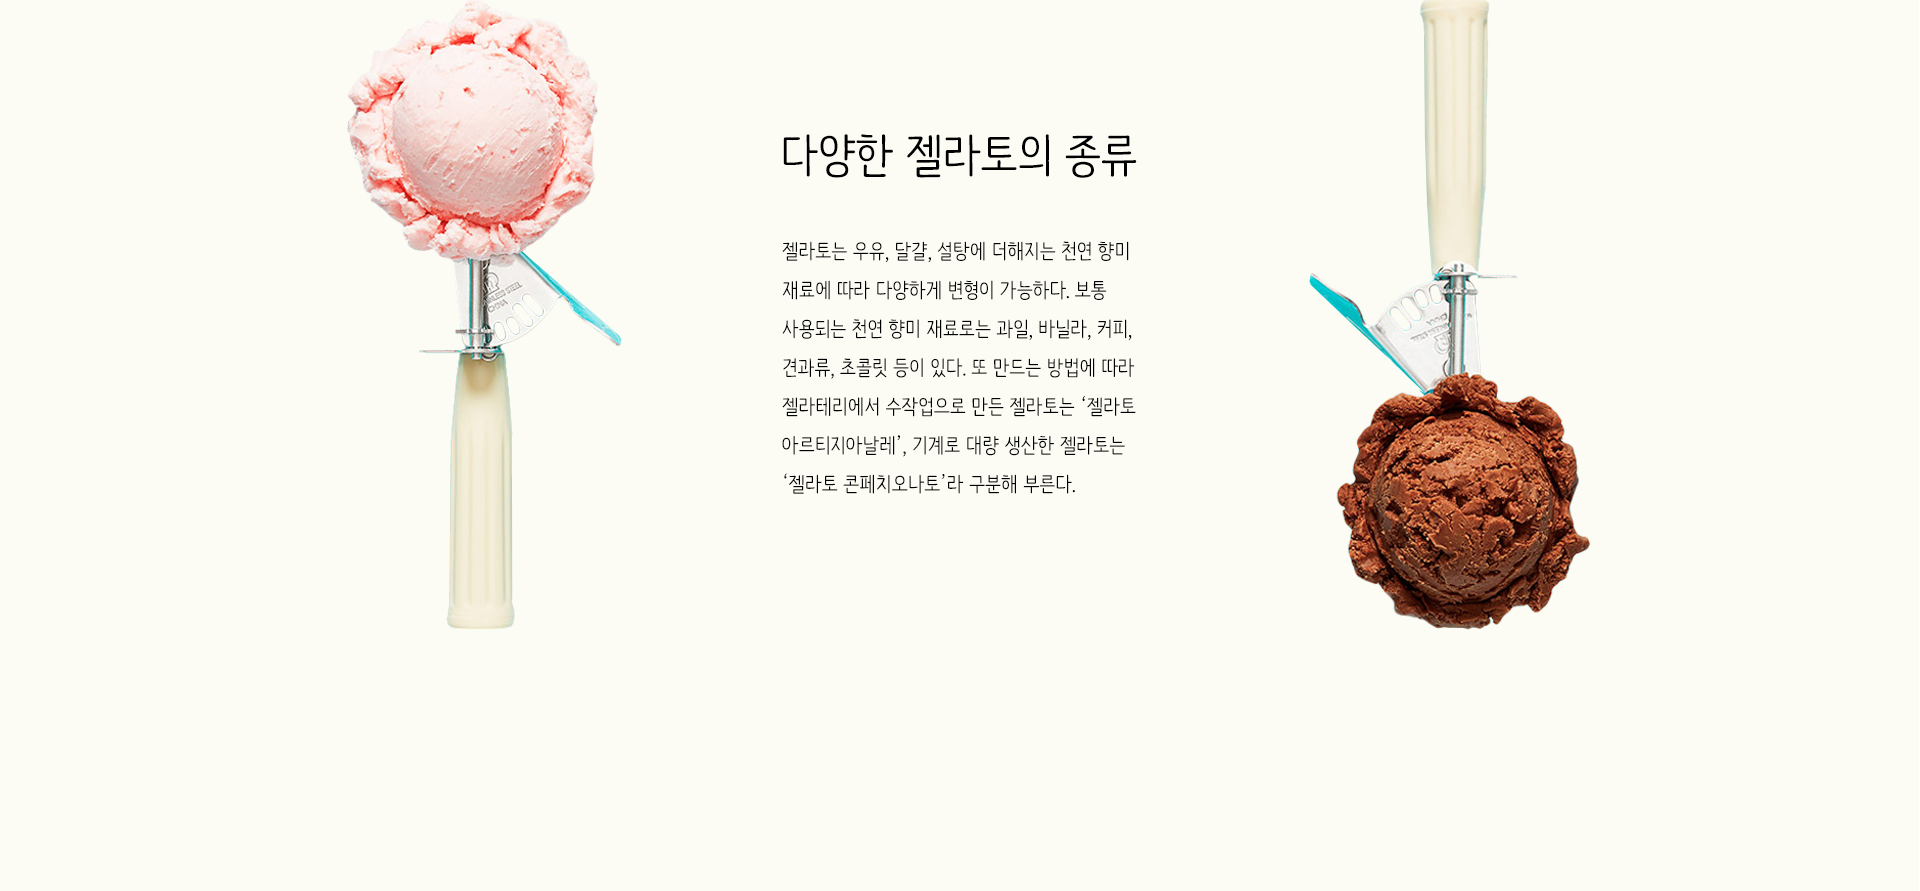 다양한 젤라토의 종류
젤라토는 우유, 달걀, 설탕에 더해지는 천연 향미
재료에 따라 다양하게 변형이 가능하다. 보통
사용되는 천연 향미 재료로는 과일, 바닐라, 커피,
견과류, 초콜릿 등이 있다. 또 만드는 방법에 따라
젤라테리에서 수작업으로 만든 젤라토는 ‘젤라토
아르티지아날레’, 기계로 대량 생산한 젤라토는
‘젤라토 콘페치오나토’라 구분해 부른다.